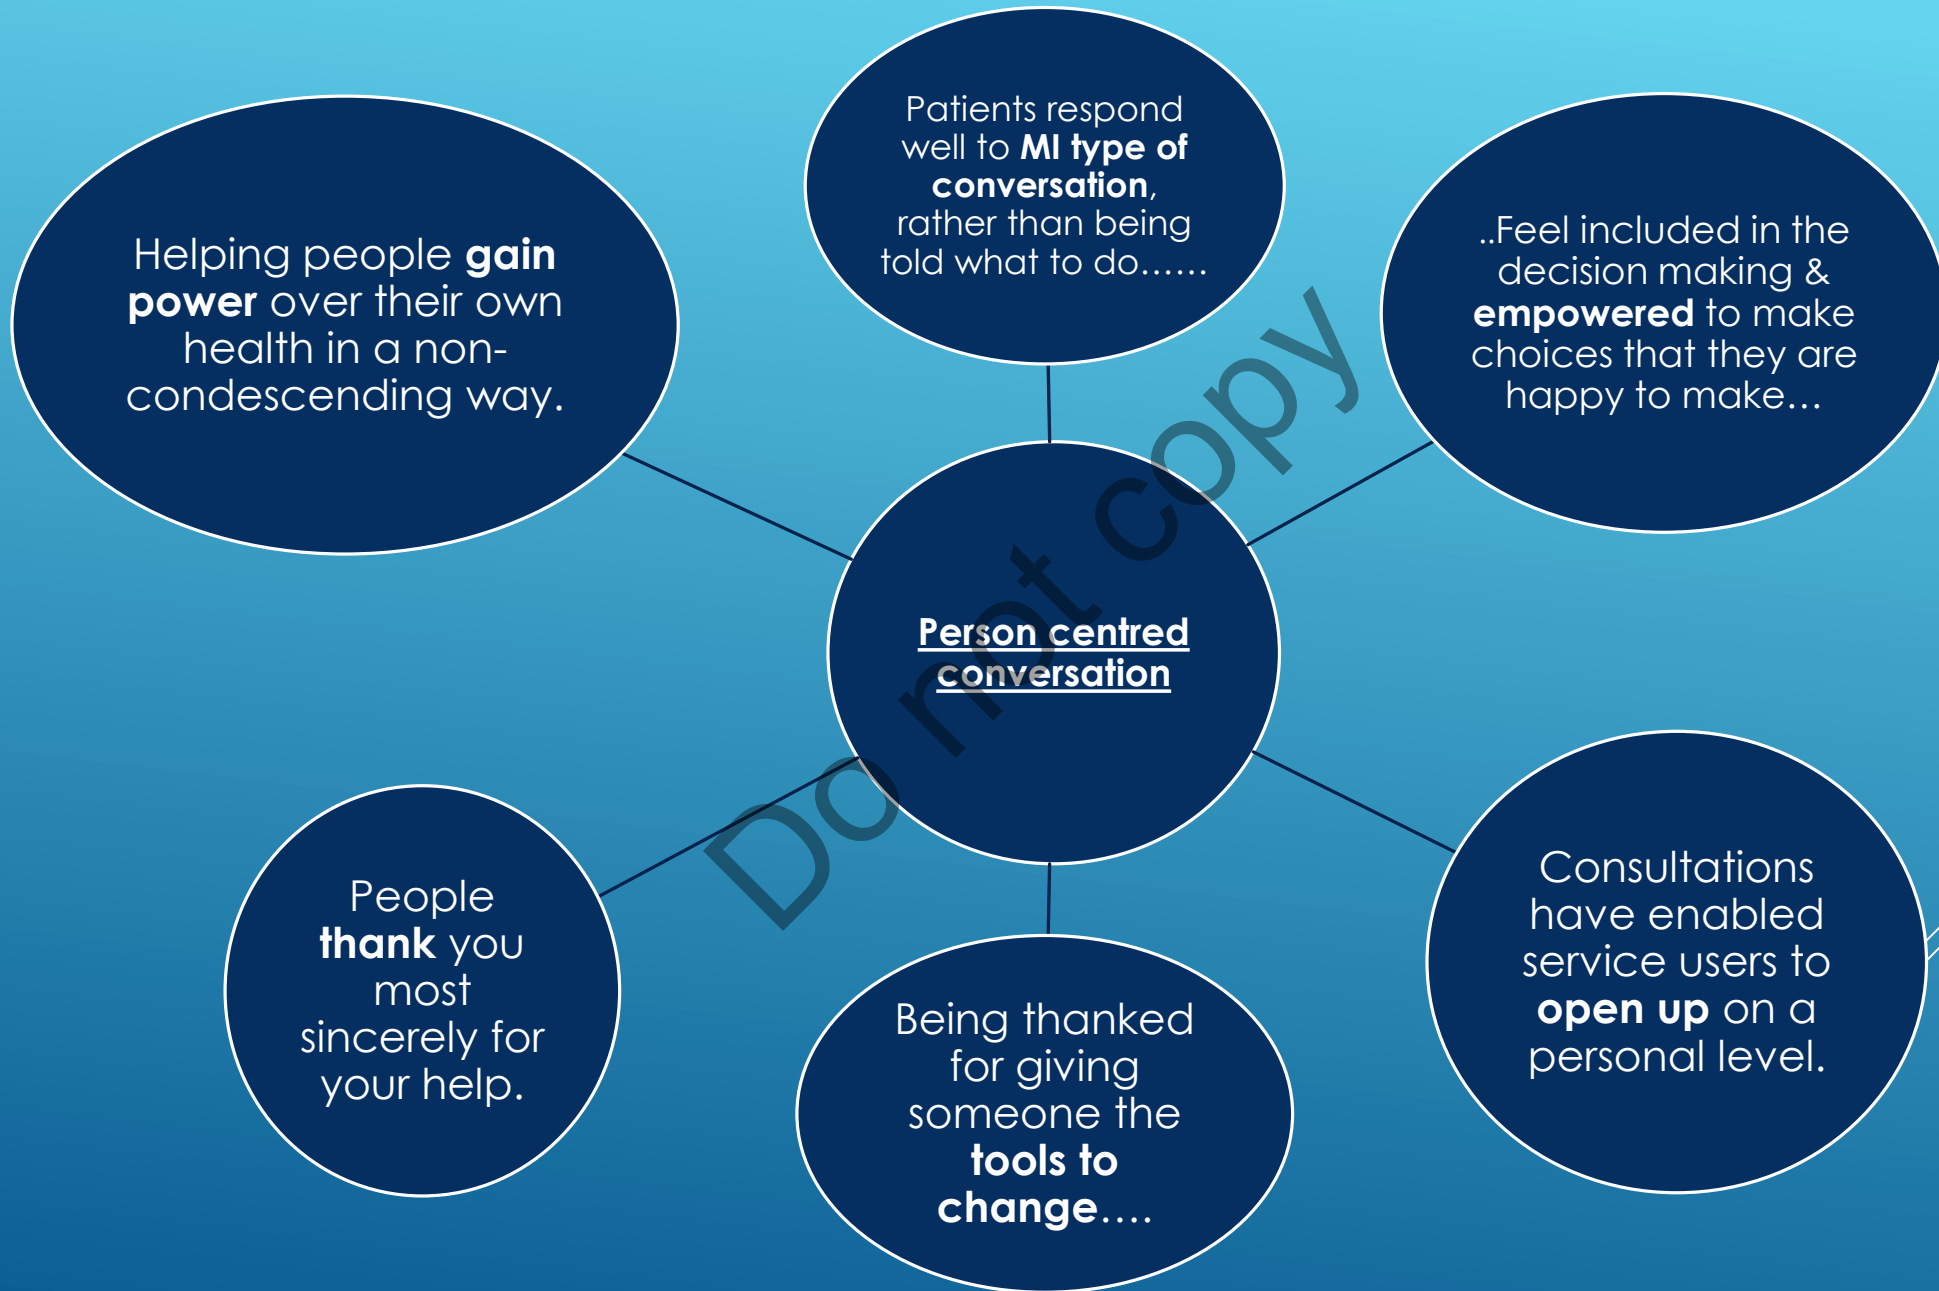 Patients respond
well to MI type of
conversation,
rather than being
told what to do......
Helping people gain
power over their own
health in a non-
condescending way.
..Feel included in the
decision making &
empowered to make
choices that they are
happy to make...
Person centred
conversation
People
thank you
most
sincerely for
your help.
Being thanked
for giving
someone the
tools to
change....
Consultations
have enabled
service users to
open up on a
personal level.
Do not copy